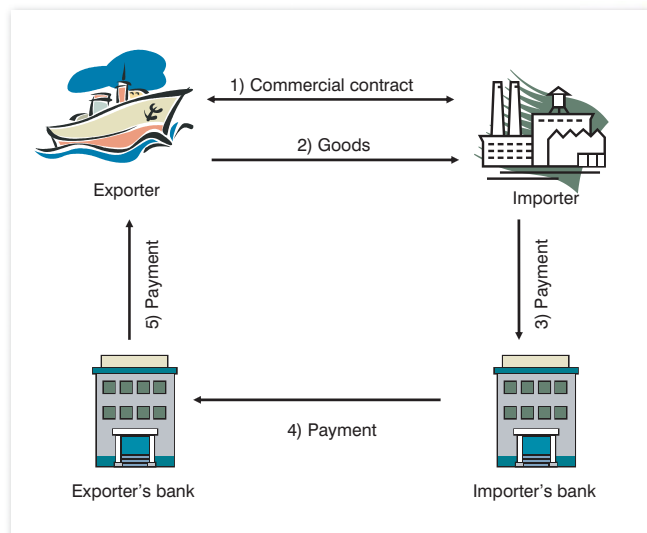 1) Commercial contract
2) Goods
Exporter
Importer
5) Payment
3) Payment
4) Payment
Exporter’s bank
Importer’s bank